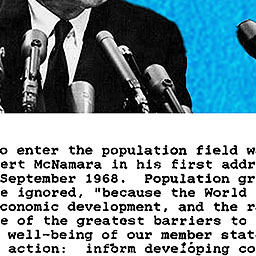 o enter the population field w
ert McNamara in his first addr
September 1968. Population gr
e ignored, "because the World
conomic development, and the r
e of the greatest barriers to
well-being of our member stat
action: inform developing co